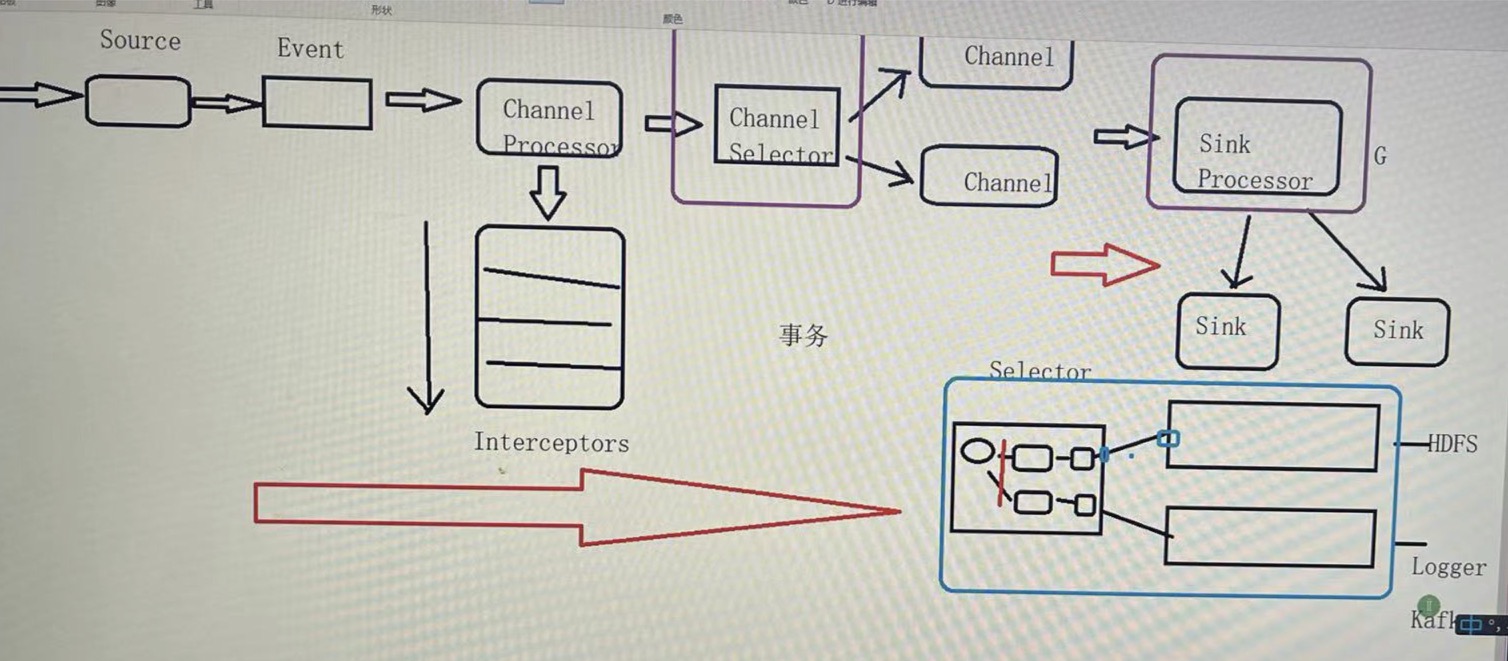 形状
颜色
Source
Event
Channel
Processor
Channel
Selector
Channel
Channel
Sink
Processor
G
Sink
Sink
事务
Interceptors
Selector
HDFS
Logger
Kafk
中